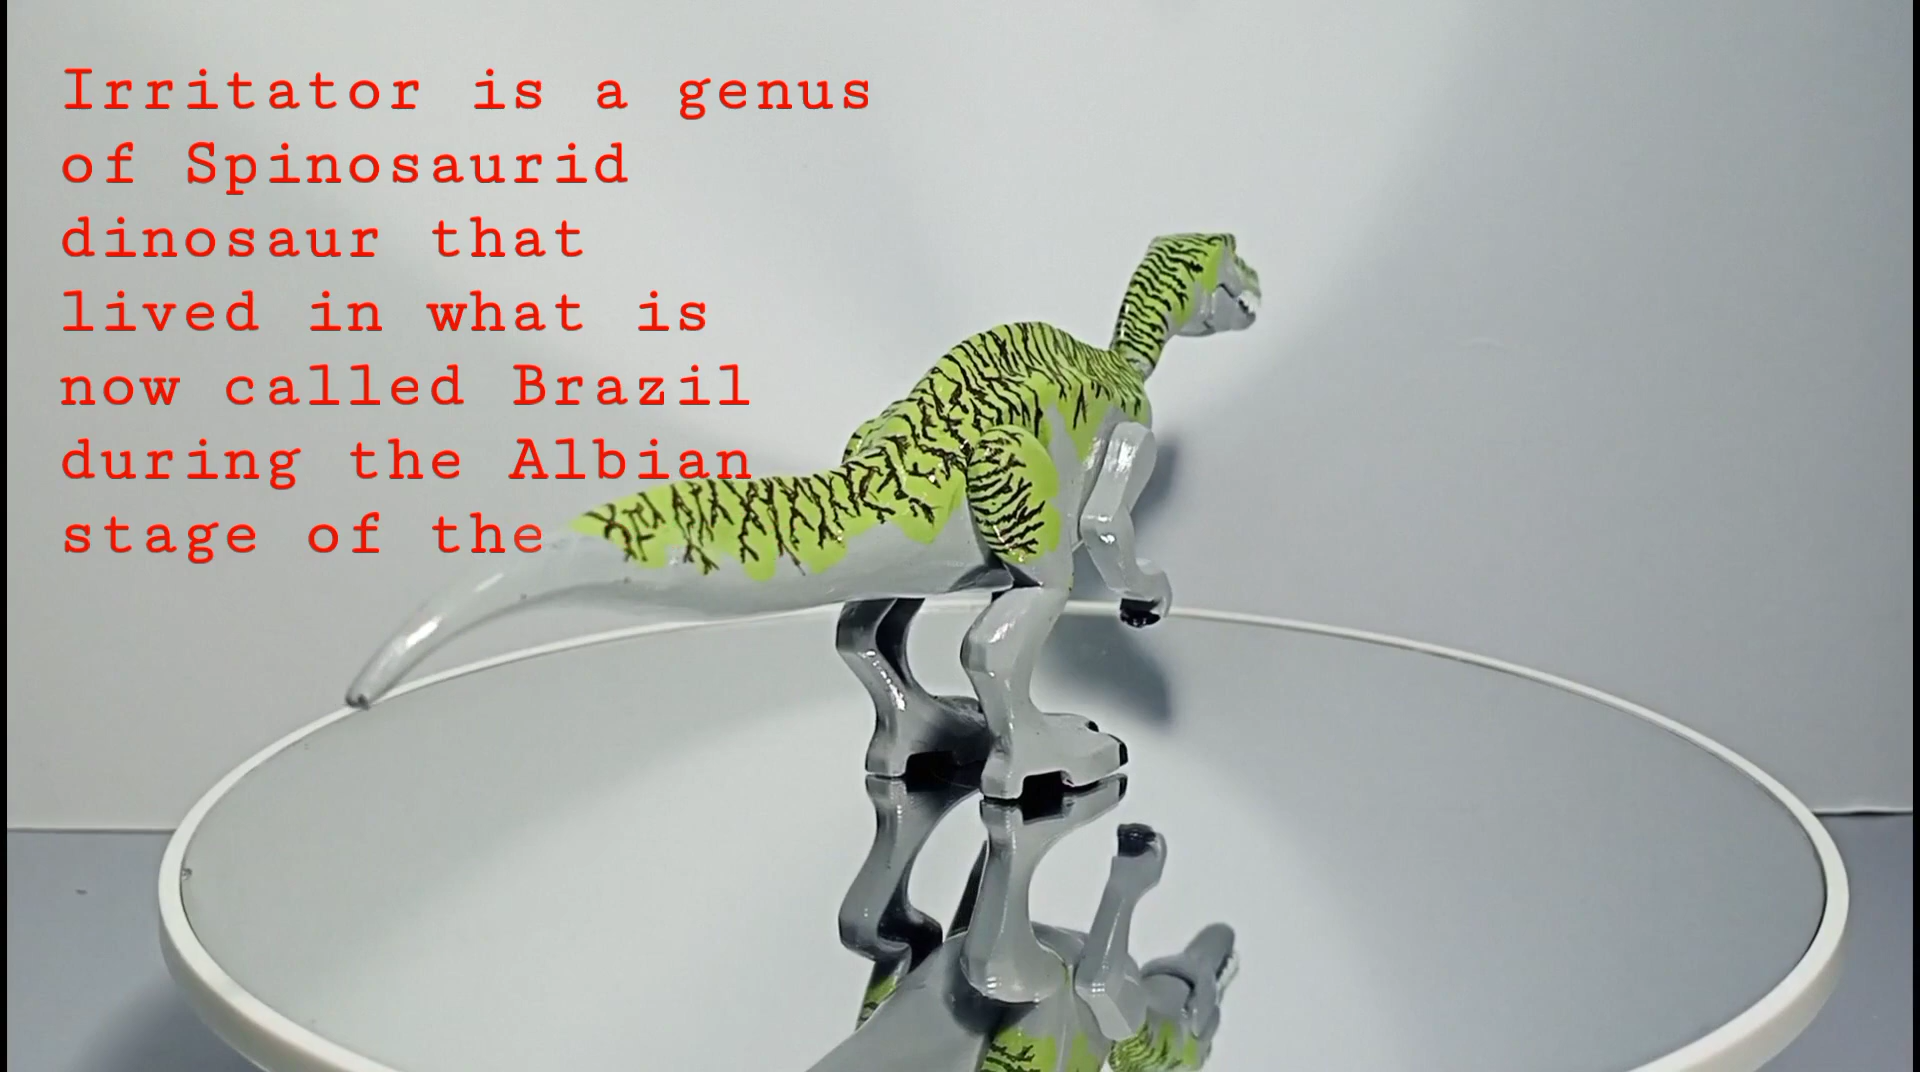 Irritator is a genus
of Spinosaurid
dinosaur that
lived in what is
now called Brazil
during the Albian
stage of the